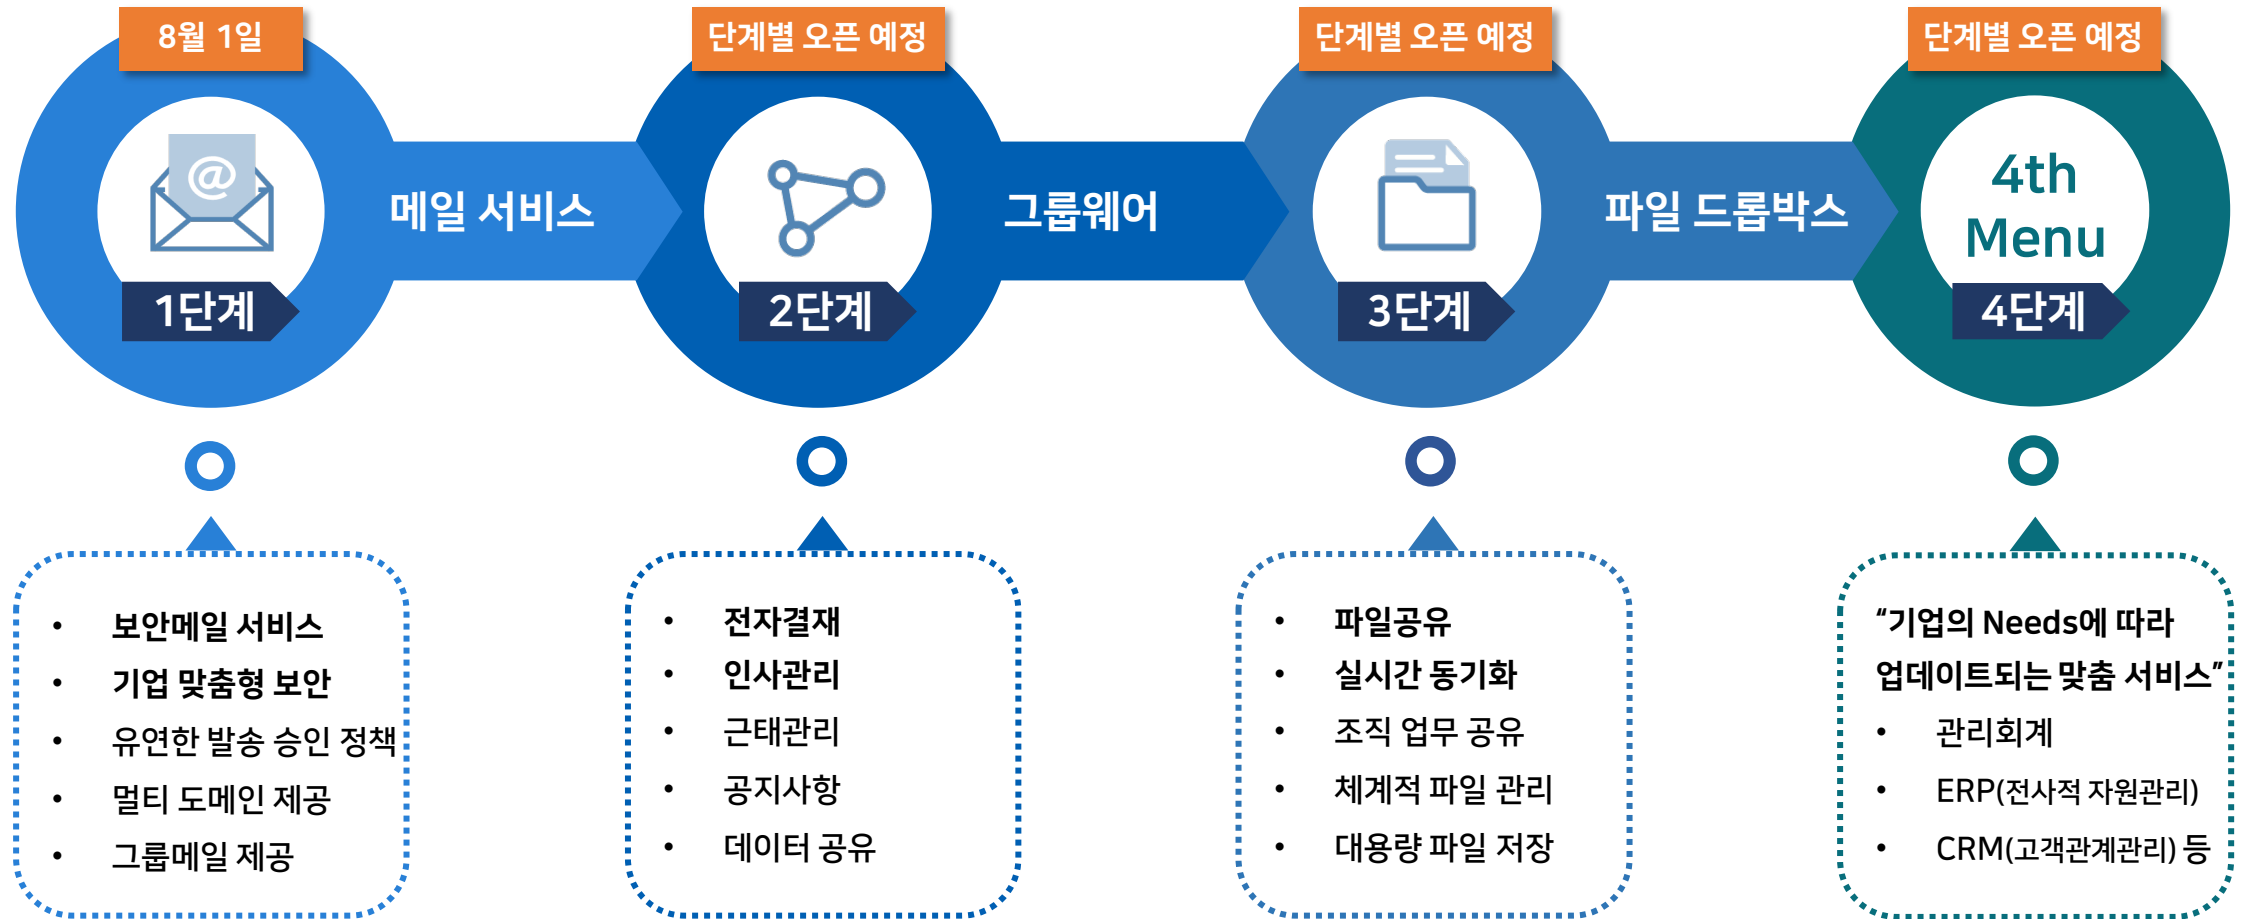 8월 1일
단계별 오픈 예정
단계별 오픈 예정
단계별 오픈 예정
@
메일 서비스
그룹웨어
파일 드롭박스
4th
Menu
1단계
2단계
3단계
4단계
• 보안메일 서비스
• 기업 맞춤형 보안
• 유연한 발송 승인 정책
• 멀티 도메인 제공
• 그룹메일 제공
• 전자결재
• 인사관리
• 근태관리
• 공지사항
• 데이터 공유
• 파일공유
• 실시간 동기화
• 조직 업무 공유
• 체계적 파일 관리
• 대용량 파일 저장
“기업의 Needs에 따라
업데이트되는 맞춤 서비스”
• 관리회계
• ERP(전사적 자원관리)
• CRM(고객관계관리) 등